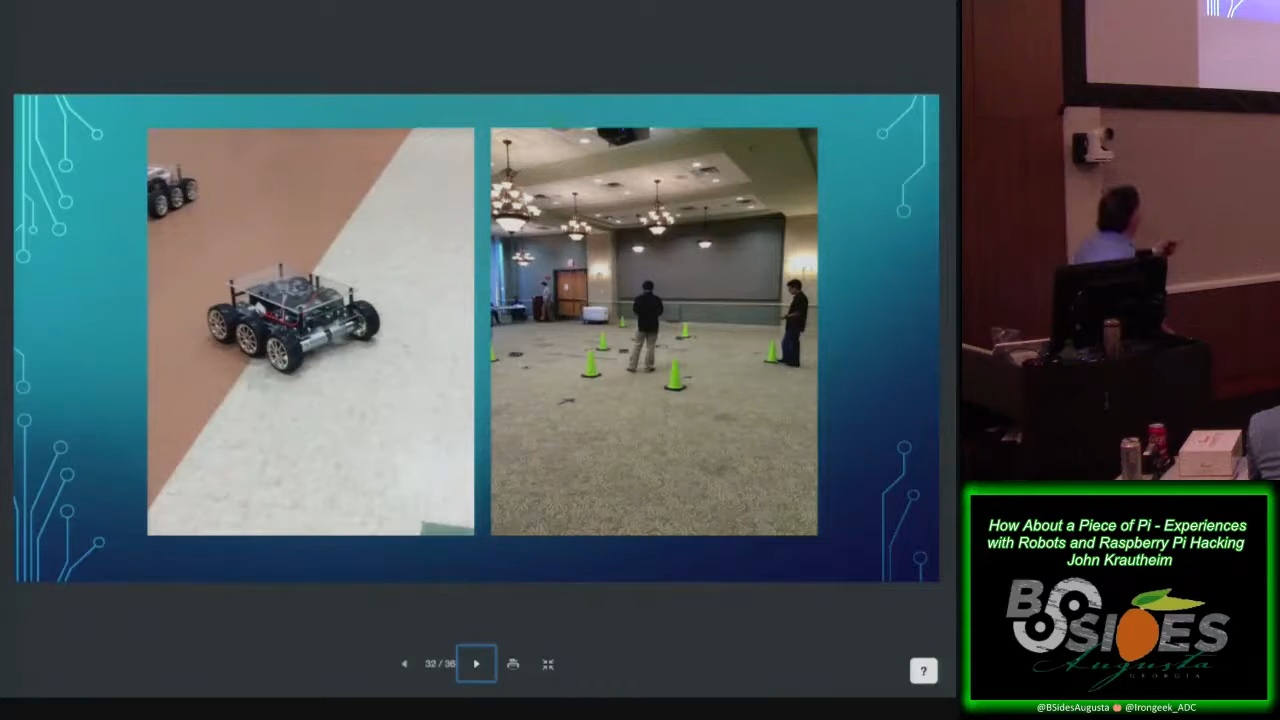 32 / 36
?
How About a Piece of Pi - Experiences
with Robots and Raspberry Pi Hacking
John Krautheim
BSIDES
Augusta
GEORGIA
@BSidesAugusta @Irongeek_ADC